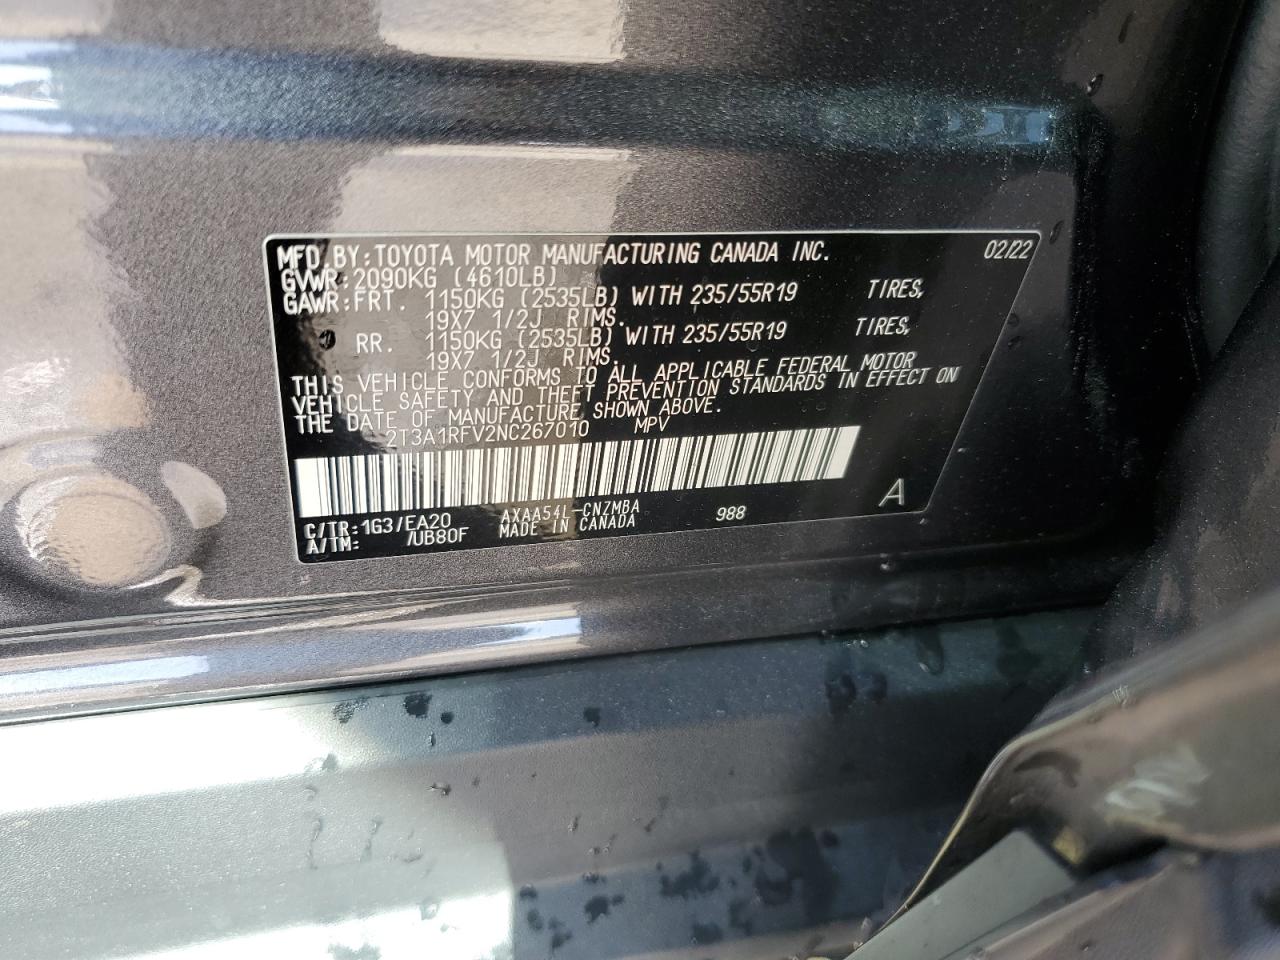 MFD. BY: TOYOTA MOTOR MANUFACTURING CANADA INC. 02/22
GVWR: 2090KG (4610LB)
GAWR: FRT. 1150KG (2535LB) WITH 235/55R19 TIRES,
19X7 1/2J RIMS.
RR. 1150KG (2535LB) WITH 235/55R19 TIRES,
19X7 1/2J RIMS.
THIS VEHICLE CONFORMS TO ALL APPLICABLE FEDERAL MOTOR
VEHICLE SAFETY AND THEFT PREVENTION STANDARDS IN EFFECT ON
THE DATE OF MANUFACTURE SHOWN ABOVE.
2T3A1RFV2NC267010 MPV
A
C/TR: 1G3/EA20 AXAA54L-CNZMBA 988
A/TM: /UB80F MADE IN CANADA